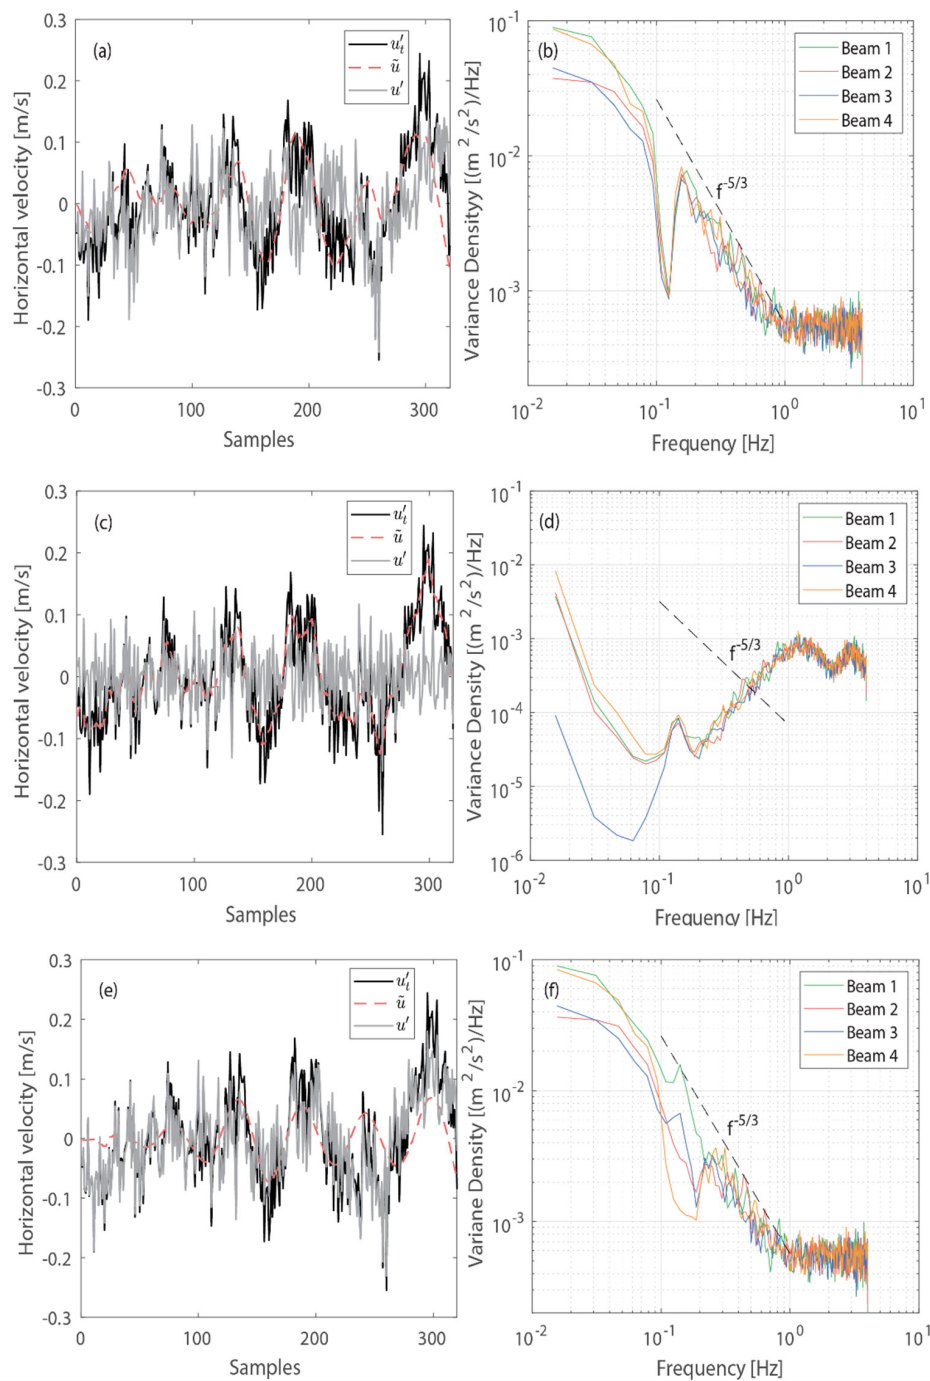 (a)
u′t
ũ
u′
Horizontal velocity [m/s]
0.3
0.2
0.1
0
-0.1
-0.2
-0.3
0 100 200 300
Samples
(b)
Beam 1
Beam 2
Beam 3
Beam 4
f^-5/3
Variance Densityy [(m ²/s²)/Hz]
10^-1
10^-2
10^-3
10^-2 10^-1 10^0 10^1
Frequency [Hz]
(c)
u′t
ũ
u′
Horizontal velocity [m/s]
0.3
0.2
0.1
0
-0.1
-0.2
-0.3
0 100 200 300
Samples
(d)
Beam 1
Beam 2
Beam 3
Beam 4
f^-5/3
Variance Density [(m ²/s²)/Hz]
10^-1
10^-2
10^-3
10^-4
10^-5
10^-6
10^-2 10^-1 10^0 10^1
Frequency [Hz]
(e)
u′t
ũ
u′
Horizontal velocity [m/s]
0.3
0.2
0.1
0
-0.1
-0.2
-0.3
0 100 200 300
Samples
(f)
Beam 1
Beam 2
Beam 3
Beam 4
f^-5/3
Variane Density [(m ²/s²)/Hz]
10^-1
10^-2
10^-3
10^-2 10^-1 10^0 10^1
Frequency [Hz]